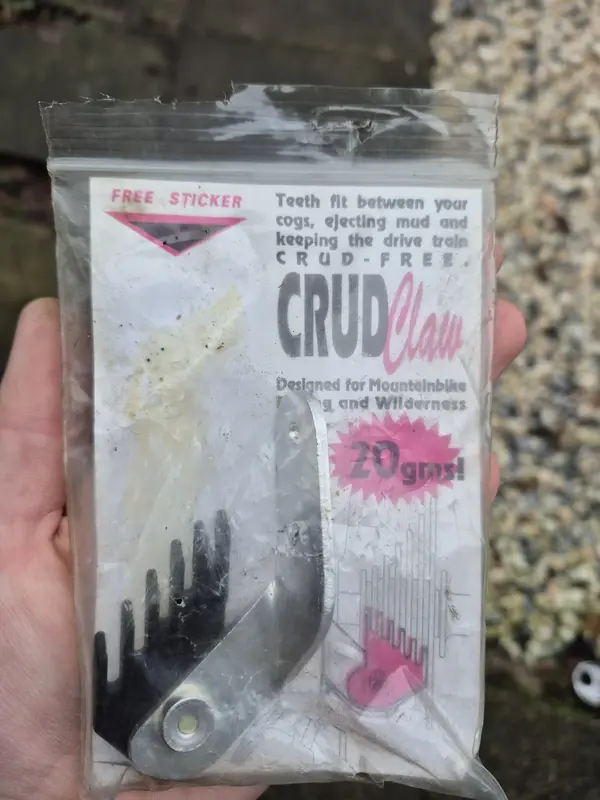 FREE STICKER
Teeth fit between your
cogs, ejecting mud and
keeping the drive train
CRUD-FREE.
CRUD Claw
Designed for Mountainbike
and Wilderness
20gms!